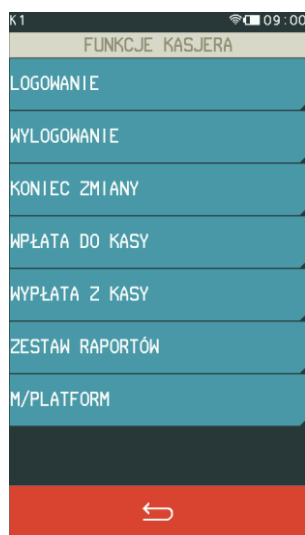 K1 09:00
FUNKCJE KASJERA
LOGOWANIE
WYLOGOWANIE
KONIEC ZMIANY
WPŁATA DO KASY
WYPŁATA Z KASY
ZESTAW RAPORTÓW
M/PLATFORM